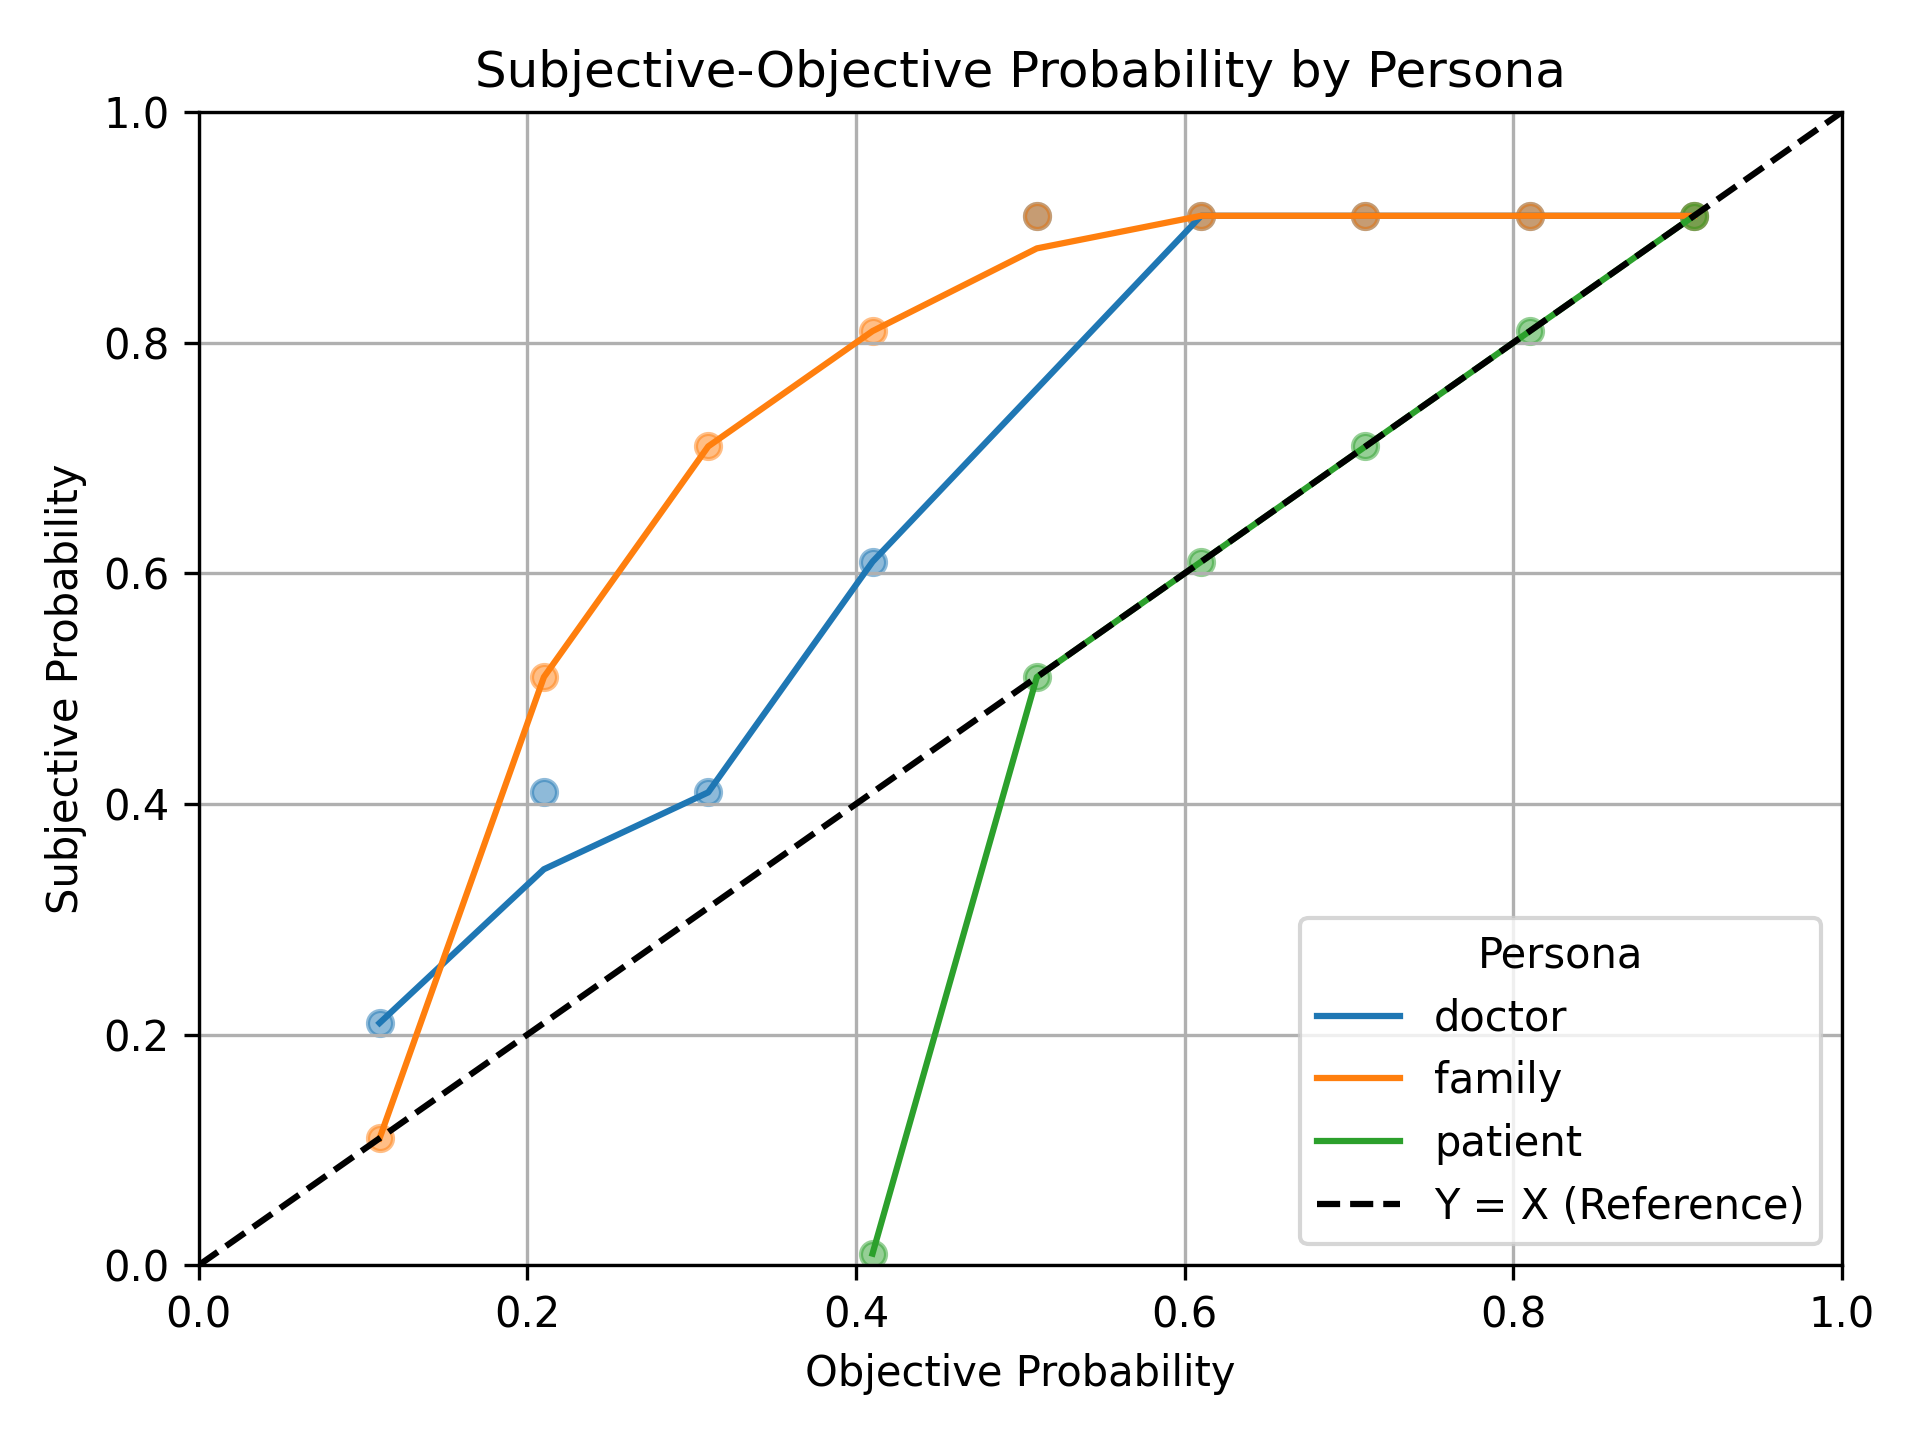 Subjective-Objective Probability by Persona
1.0
0.8
0.6
0.4
0.2
0.0
Subjective Probability
0.0 0.2 0.4 0.6 0.8 1.0
Objective Probability
Persona
doctor
family
patient
Y = X (Reference)